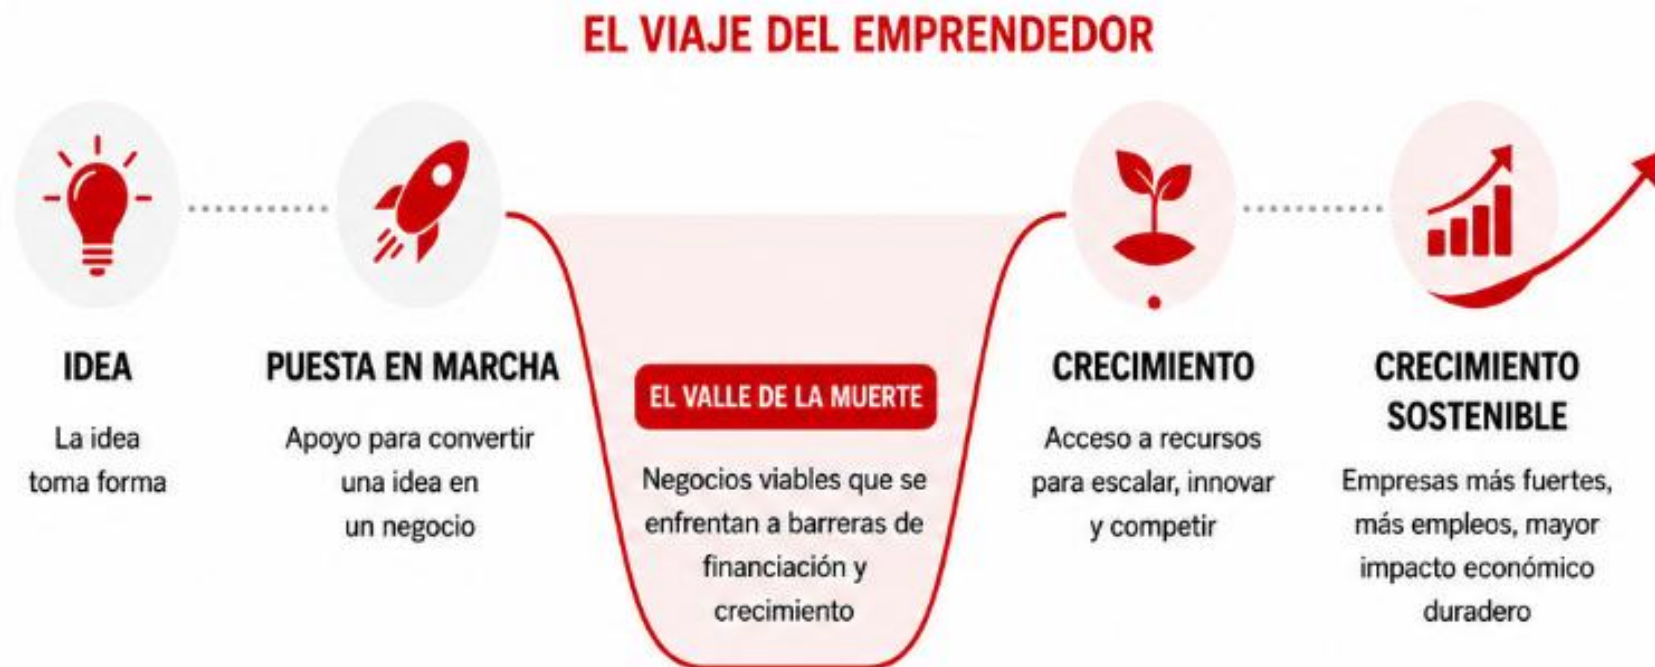 EL VIAJE DEL EMPRENDEDOR
IDEA
La idea
toma forma
PUESTA EN MARCHA
Apoyo para convertir
una idea en
un negocio
EL VALLE DE LA MUERTE
Negocios viables que se
enfrentan a barreras de
financiación y
crecimiento
CRECIMIENTO
Acceso a recursos
para escalar, innovar
y competir
CRECIMIENTO
SOSTENIBLE
Empresas más fuertes,
más empleos, mayor
impacto económico
duradero